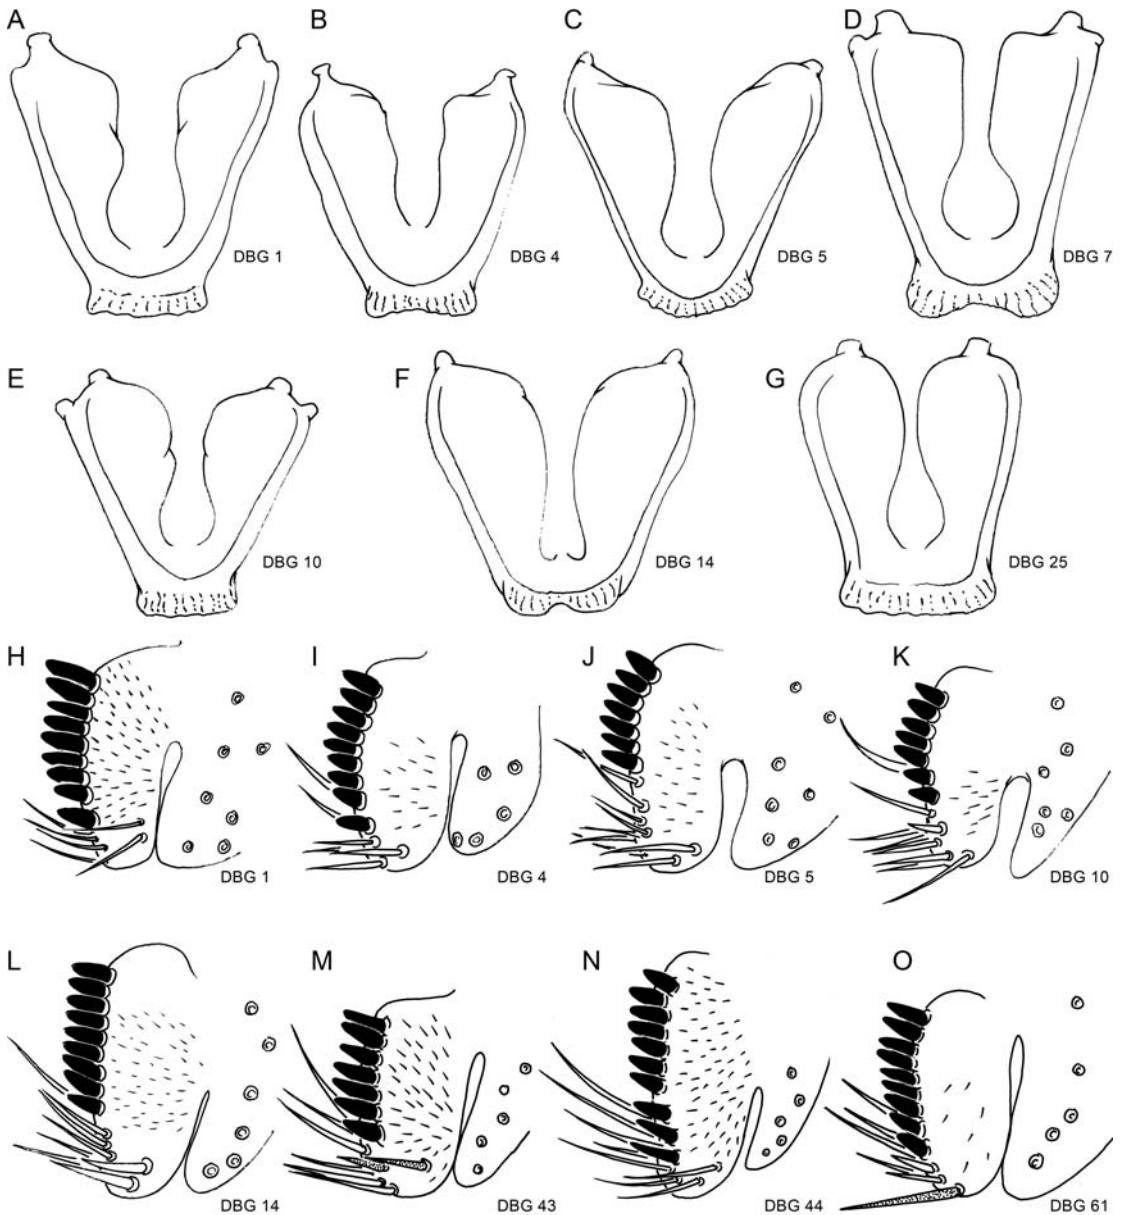 A B C D
DBG 1 DBG 4 DBG 5 DBG 7
E F G
DBG 10 DBG 14 DBG 25
H I J K
DBG 1 DBG 4 DBG 5 DBG 10
L M N O
DBG 14 DBG 43 DBG 44 DBG 61